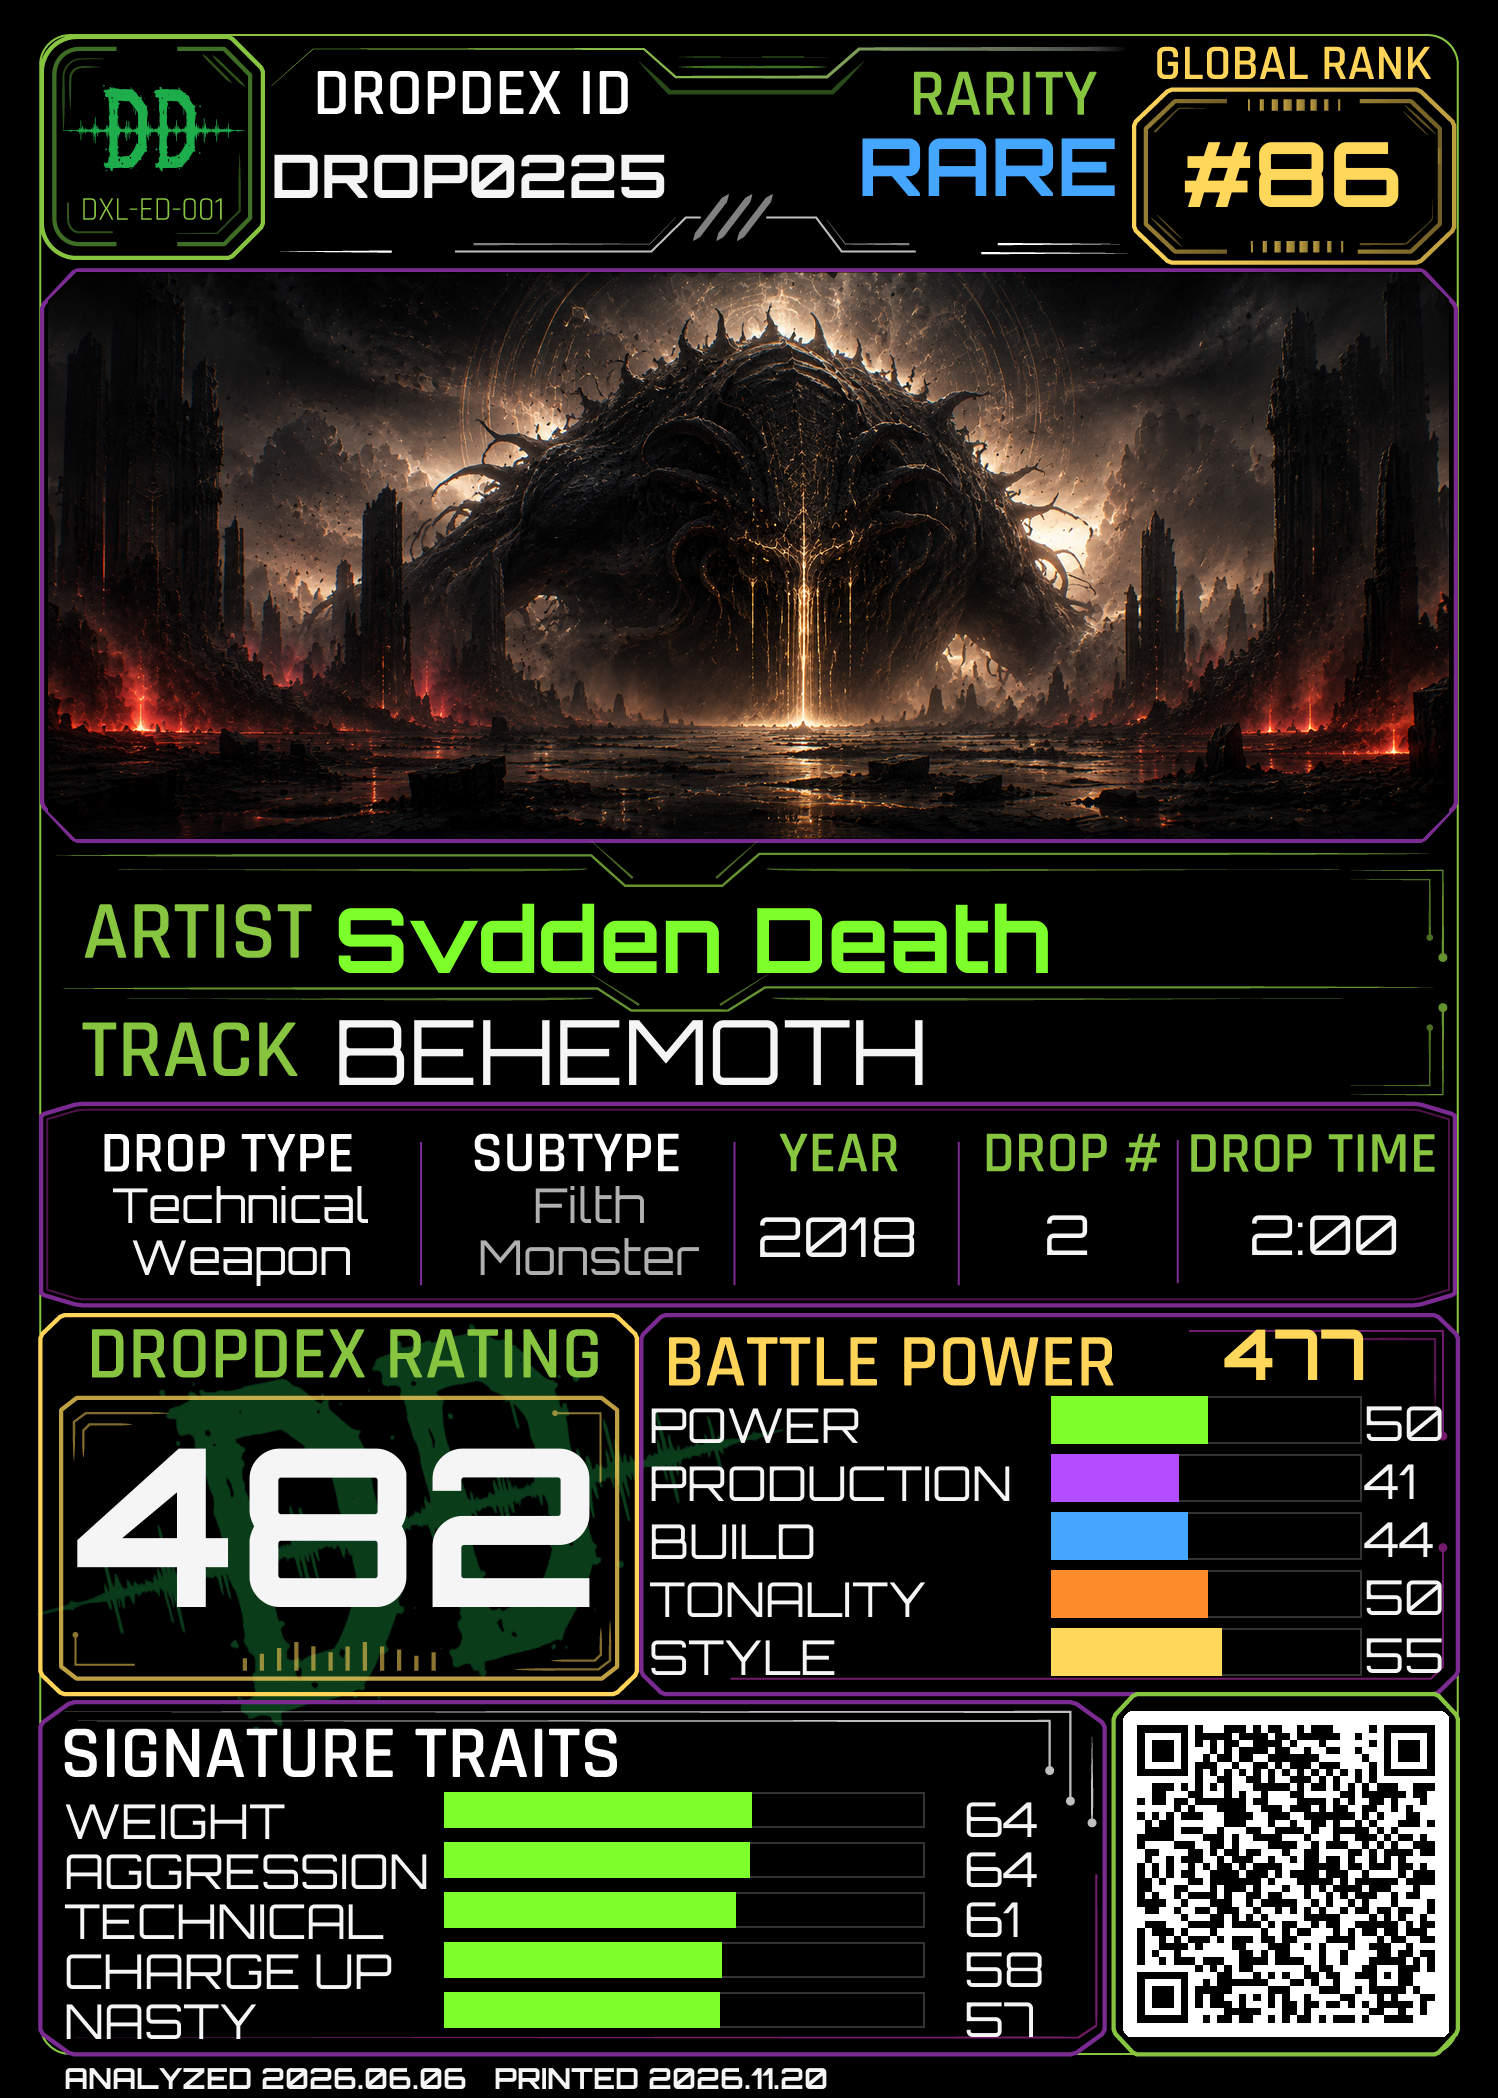 DD
DXL-ED-001
DROPDEX ID
DROP0225
RARITY
RARE
GLOBAL RANK
#86
ARTIST Svdden Death
TRACK BEHEMOTH
DROP TYPE
Technical
Weapon
SUBTYPE
Filth
Monster
YEAR
2018
DROP #
2
DROP TIME
2:00
DROPDEX RATING
482
BATTLE POWER 477
POWER 50
PRODUCTION 41
BUILD 44
TONALITY 50
STYLE 55
SIGNATURE TRAITS
WEIGHT 64
AGGRESSION 64
TECHNICAL 61
CHARGE UP 58
NASTY 57
ANALYZED 2026.06.06 PRINTED 2026.11.20